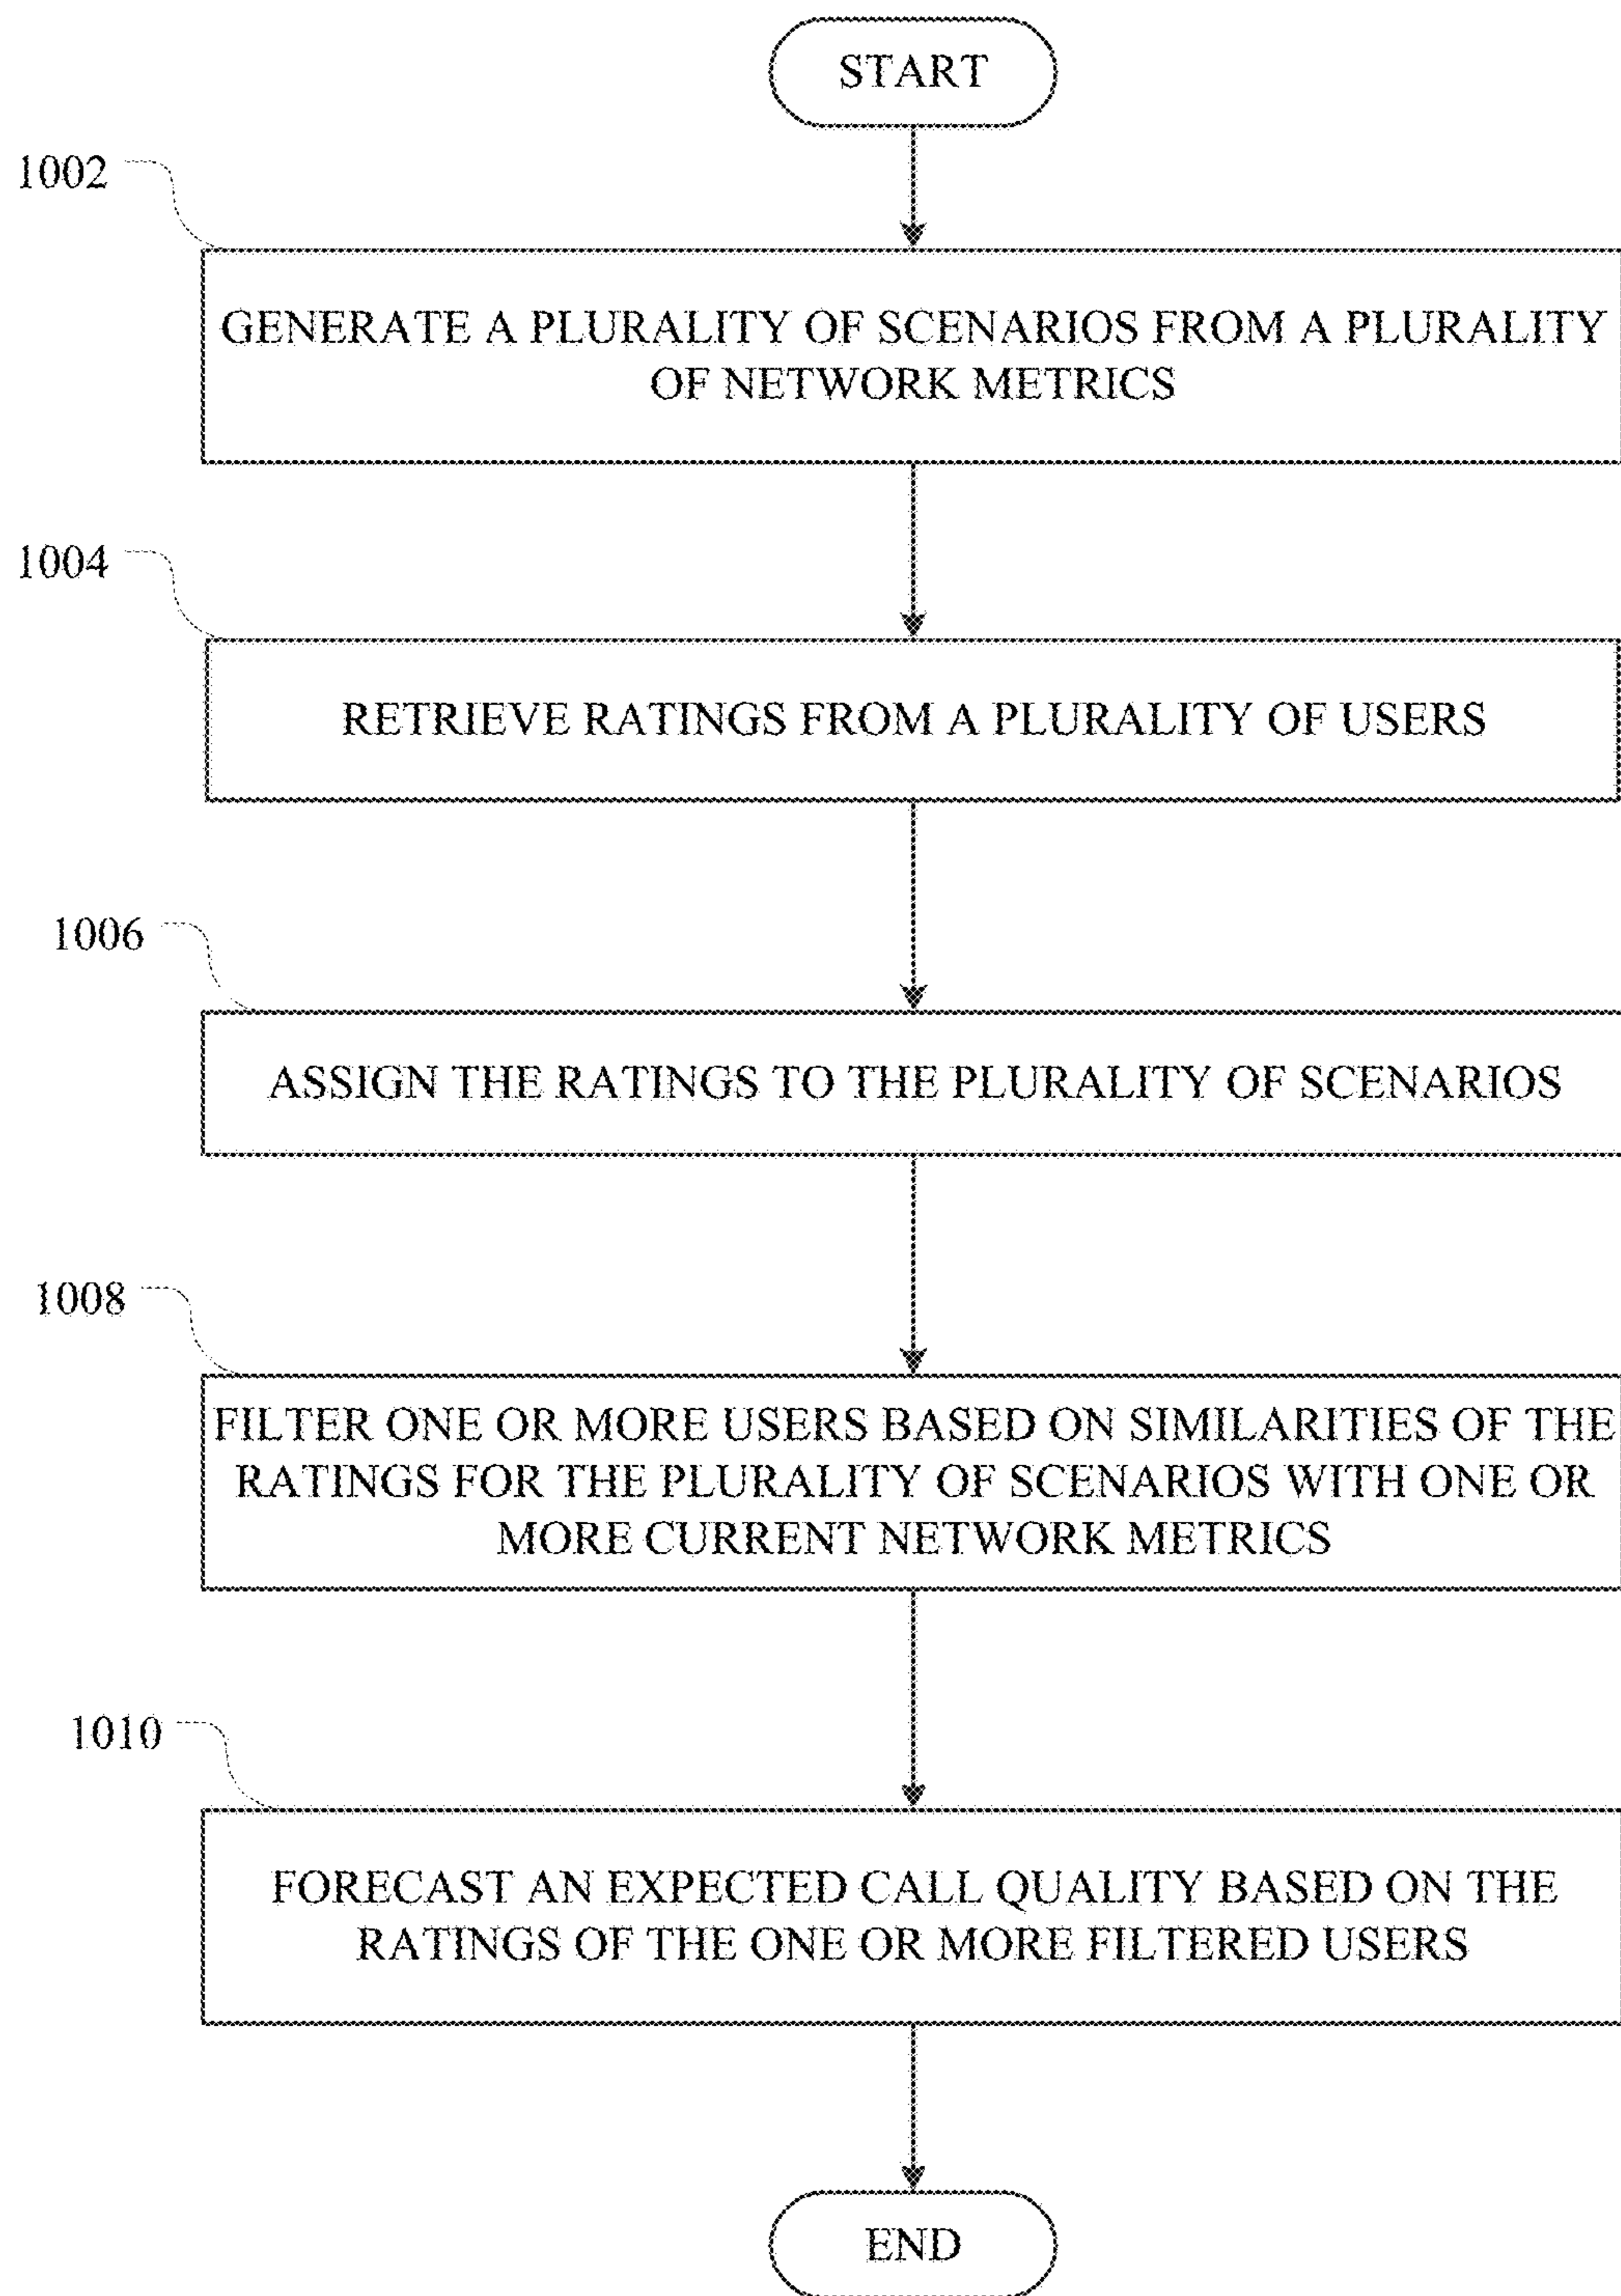 START
1002
GENERATE A PLURALITY OF SCENARIOS FROM A PLURALITY
OF NETWORK METRICS
1004
RETRIEVE RATINGS FROM A PLURALITY OF USERS
1006
ASSIGN THE RATINGS TO THE PLURALITY OF SCENARIOS
1008
FILTER ONE OR MORE USERS BASED ON SIMILARITIES OF THE
RATINGS FOR THE PLURALITY OF SCENARIOS WITH ONE OR
MORE CURRENT NETWORK METRICS
1010
FORECAST AN EXPECTED CALL QUALITY BASED ON THE
RATINGS OF THE ONE OR MORE FILTERED USERS
END